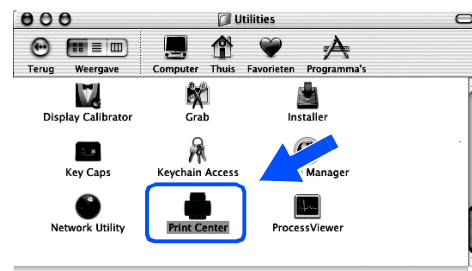 Utilities
Terug Weergave Computer Thuis Favorieten Programma's
Display Calibrator Grab Installer
Key Caps Keychain Access Manager
Network Utility Print Center ProcessViewer